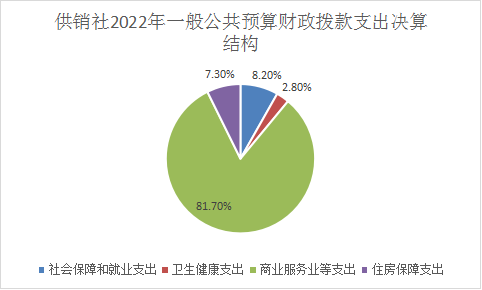 供销社2022年一般公共预算财政拨款支出决算
结构
7.30%
8.20%
2.80%
81.70%
社会保障和就业支出 卫生健康支出 商业服务业等支出 住房保障支出